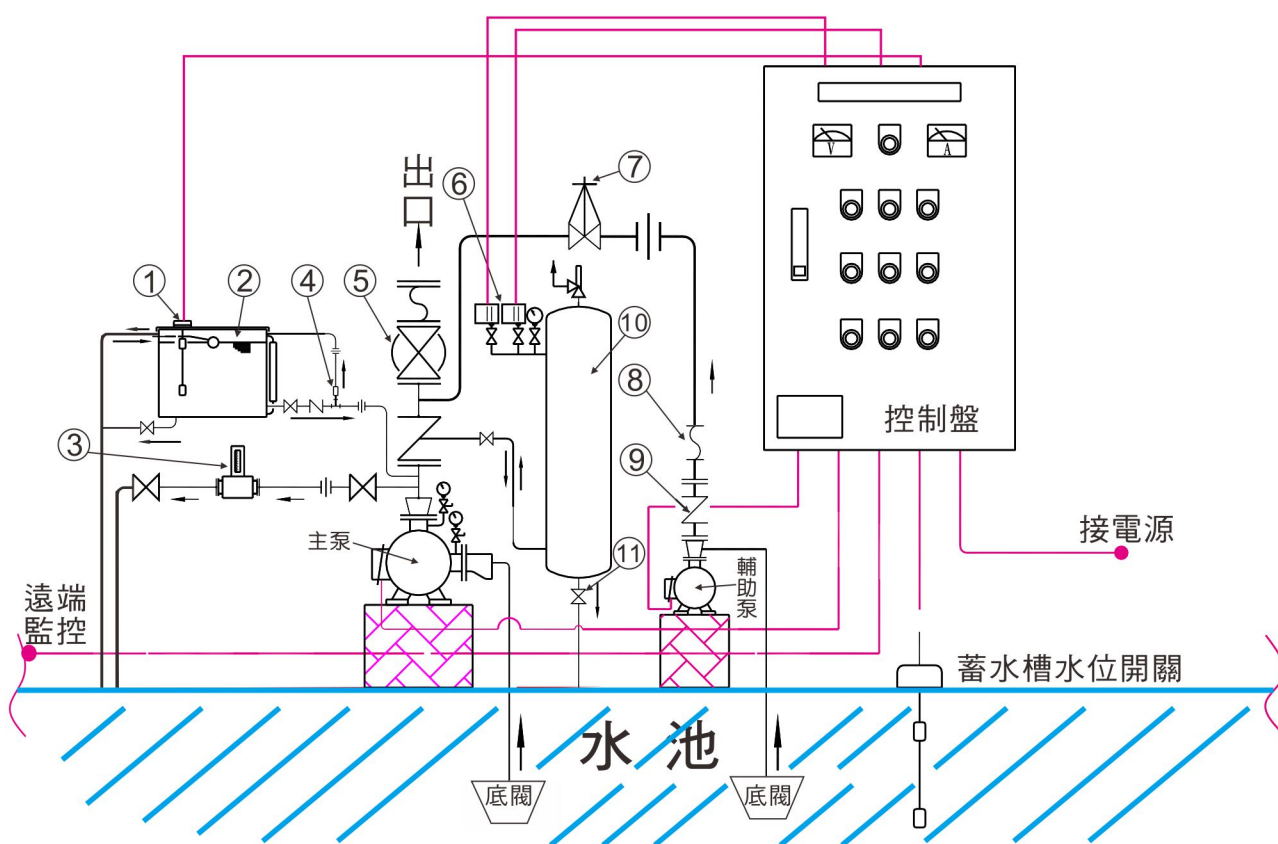 出口
⑦
⑥
V
A
①
②
④
⑤
⑩
⑧
控制盤
③
⑨
接電源
主泵
⑪
輔助泵
遠端
監控
蓄水槽水位開關
水池
底閥
底閥